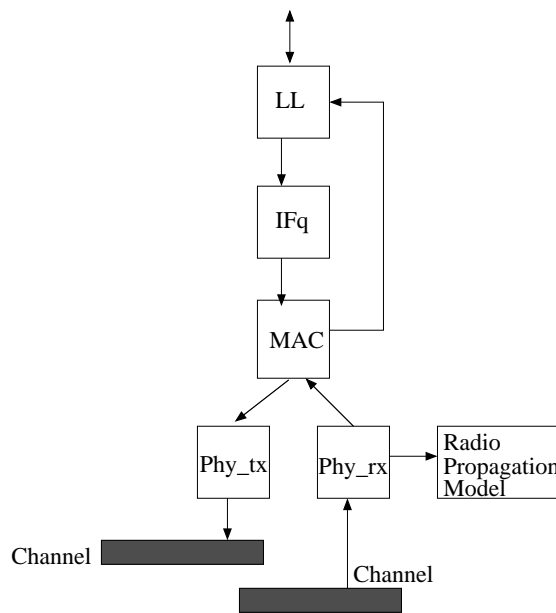 LL
IFq
MAC
Phy_tx
Phy_rx
Radio
Propagation
Model
Channel
Channel